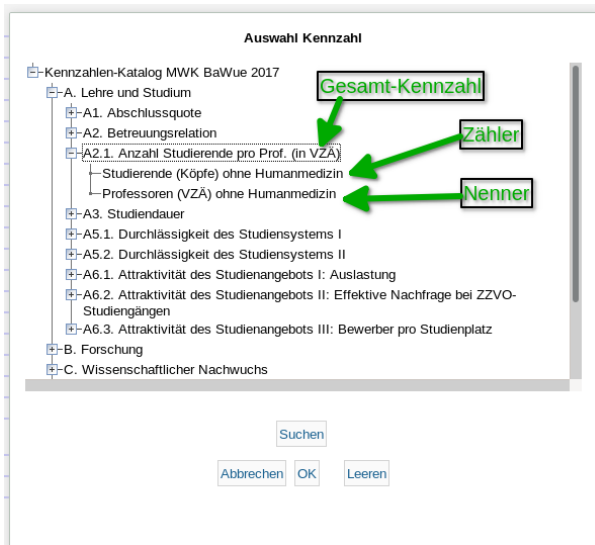 Auswahl Kennzahl
Kennzahlen-Katalog MWK BaWue 2017
A. Lehre und Studium
Gesamt-Kennzahl
A1. Abschlussquote
A2. Betreuungsrelation
Zähler
A2.1. Anzahl Studierende pro Prof. (in VZÄ)
Studierende (Köpfe) ohne Humanmedizin
Professoren (VZÄ) ohne Humanmedizin
Nenner
A3. Studiendauer
A5.1. Durchlässigkeit des Studiensystems I
A5.2. Durchlässigkeit des Studiensystems II
A6.1. Attraktivität des Studienangebots I: Auslastung
A6.2. Attraktivität des Studienangebots II: Effektive Nachfrage bei ZZVO-
Studiengängen
A6.3. Attraktivität des Studienangebots III: Bewerber pro Studienplatz
B. Forschung
C. Wissenschaftlicher Nachwuchs
Suchen
Abbrechen OK Leeren